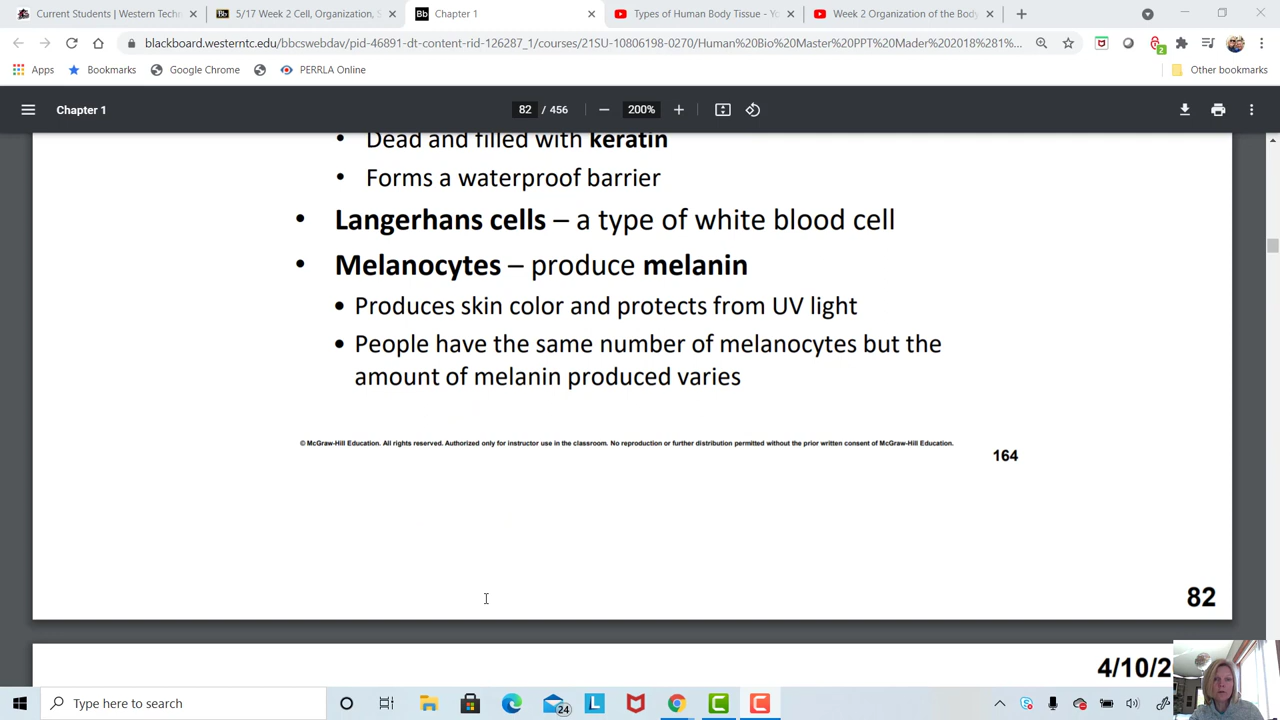 Current Students | Western Techn
5/17 Week 2 Cell, Organization, S
Chapter 1
Types of Human Body Tissue - Yo
Week 2 Organization of the Body
blackboard.westerntc.edu/bbcswebdav/pid-46891-dt-content-rid-126287_1/courses/21SU-10806198-0270/Human%20Bio%20Master%20PPT%20Mader%202018%281%...
2
Apps
Bookmarks
Google Chrome
PERRLA Online
Other bookmarks
Chapter 1
82 / 456
200%
• Dead and filled with keratin
• Forms a waterproof barrier
• Langerhans cells – a type of white blood cell
• Melanocytes – produce melanin
• Produces skin color and protects from UV light
• People have the same number of melanocytes but the
amount of melanin produced varies
© McGraw-Hill Education. All rights reserved. Authorized only for instructor use in the classroom. No reproduction or further distribution permitted without the prior written consent of McGraw-Hill Education.
164
82
4/10/2
Type here to search
24
L